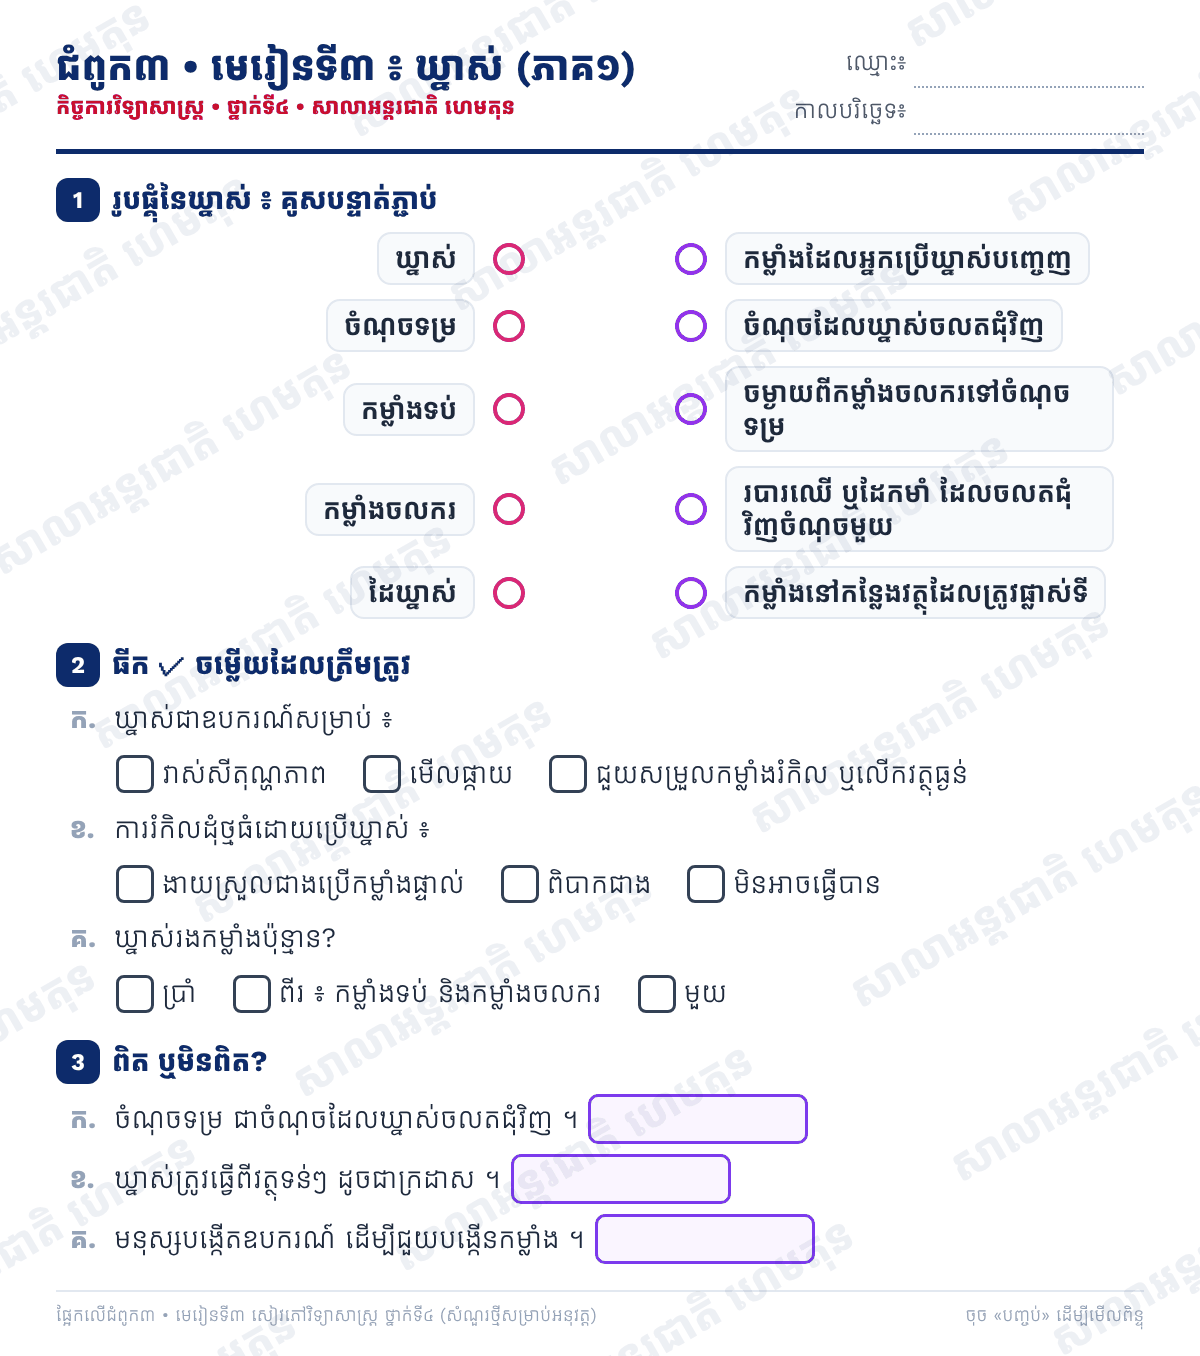 ជំពូក៣ • មេរៀនទី៣ ៖ ឃ្នាស់ (ភាគ១)
កិច្ចការវិទ្យាសាស្ត្រ • ថ្នាក់ទី៤ • សាលាអន្តរជាតិ ហេមតុន
ឈ្មោះ៖
កាលបរិច្ឆេទ៖
1 រូបផ្គុំនៃឃ្នាស់ ៖ គូសបន្ទាត់ភ្ជាប់
ឃ្នាស់ កម្លាំងដែលអ្នកប្រើឃ្នាស់បញ្ចេញ
ចំណុចទម្រ ចំណុចដែលឃ្នាស់ចលតជុំវិញ
កម្លាំងទប់ ចម្ងាយពីកម្លាំងចលករទៅចំណុច
ទម្រ
កម្លាំងចលករ របារឈើ ឬដែកមាំ ដែលចលតជុំ
វិញចំណុចមួយ
ដៃឃ្នាស់ កម្លាំងនៅកន្លែងវត្ថុដែលត្រូវផ្លាស់ទី
2 ធីក ✓ ចម្លើយដែលត្រឹមត្រូវ
ក. ឃ្នាស់ជាឧបករណ៍សម្រាប់ ៖
វាស់សីតុណ្ហភាព មើលផ្កាយ ជួយសម្រួលកម្លាំងរំកិល ឬលើកវត្ថុធ្ងន់
ខ. ការរំកិលដុំថ្មធំដោយប្រើឃ្នាស់ ៖
ងាយស្រួលជាងប្រើកម្លាំងផ្ទាល់ ពិបាកជាង មិនអាចធ្វើបាន
គ. ឃ្នាស់រងកម្លាំងប៉ុន្មាន?
ប្រាំ ពីរ ៖ កម្លាំងទប់ និងកម្លាំងចលករ មួយ
3 ពិត ឬមិនពិត?
ក. ចំណុចទម្រ ជាចំណុចដែលឃ្នាស់ចលតជុំវិញ ។
ខ. ឃ្នាស់ត្រូវធ្វើពីវត្ថុទន់ៗ ដូចជាក្រដាស ។
គ. មនុស្សបង្កើតឧបករណ៍ ដើម្បីជួយបង្កើនកម្លាំង ។
ផ្អែកលើជំពូក៣ • មេរៀនទី៣ សៀវភៅវិទ្យាសាស្ត្រ ថ្នាក់ទី៤ (សំណួរថ្មីសម្រាប់អនុវត្ត) ចុច «បញ្ចប់» ដើម្បីមើលពិន្ទុ